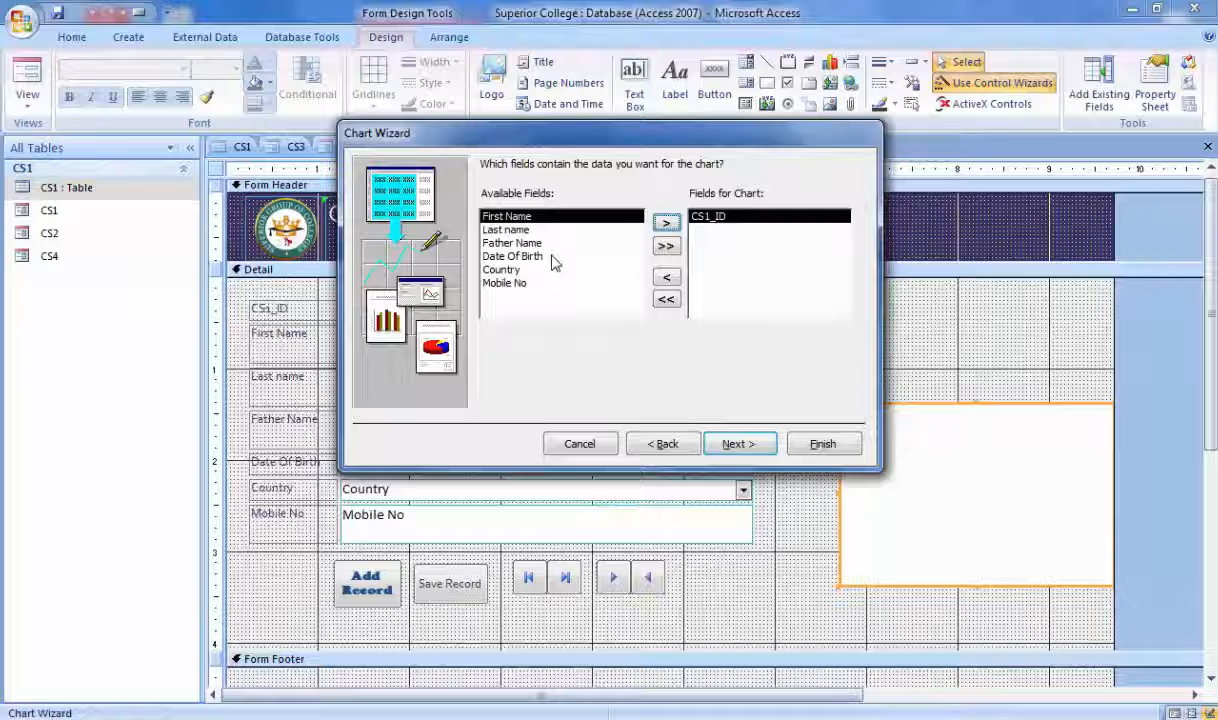 Form Design Tools
Superior College : Database (Access 2007) - Microsoft Access
Home
Create
External Data
Database Tools
Design
Arrange
View
Views
B I U
Font
Conditional
Gridlines
Width
Style
Color
Logo
Title
Page Numbers
Date and Time
ab|
Text
Box
Aa
Label
xxxx
Button
Select
Use Control Wizards
ActiveX Controls
Add Existing
Fields
Property
Sheet
Tools
All Tables
CS1
CS1 : Table
CS1
CS2
CS4
CS1
CS3
Form Header
Detail
CS1_ID
First Name
Last name
Father Name
Date Of Birth
Country
Country
Mobile No
Mobile No
Add
Record
Save Record
Form Footer
Chart Wizard
Which fields contain the data you want for the chart?
Available Fields:
Fields for Chart:
First Name
Last name
Father Name
Date Of Birth
Country
Mobile No
CS1_ID
>
>>
<
<<
Cancel
< Back
Next >
Finish
Chart Wizard